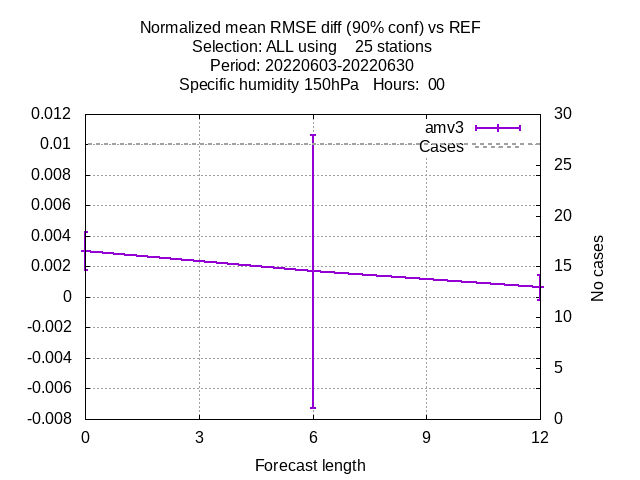 Normalized mean RMSE diff (90% conf) vs REF
Selection: ALL using    25 stations
Period: 20220603-20220630
Specific humidity 150hPa   Hours:  00
0.012
0.01
0.008
0.006
0.004
0.002
0
-0.002
-0.004
-0.006
-0.008
30
25
20
15
10
5
0
amv3
Cases
No cases
0 3 6 9 12
Forecast length